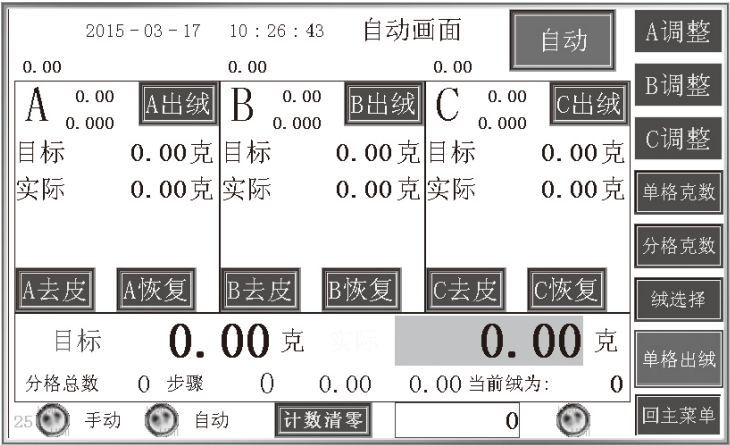 2015-03-17 10:26:43 自动画面 自动 A调整
0.00 0.00 0.00
A 0.00 A出绒 B 0.00 B出绒 C 0.00 C出绒 B调整
0.000 0.000 0.000
目标 0.00克 目标 0.00克 目标 0.00克 C调整
实际 0.00克 实际 0.00克 实际 0.00克 单格克数
分格克数
A去皮 A恢复 B去皮 B恢复 C去皮 C恢复 绒选择
目标 0.00 克 实际 0.00 克 单格出绒
分格总数 0 步骤 0 0.00 0.00 当前绒为: 0
25 手动 自动 计数清零 0 回主菜单